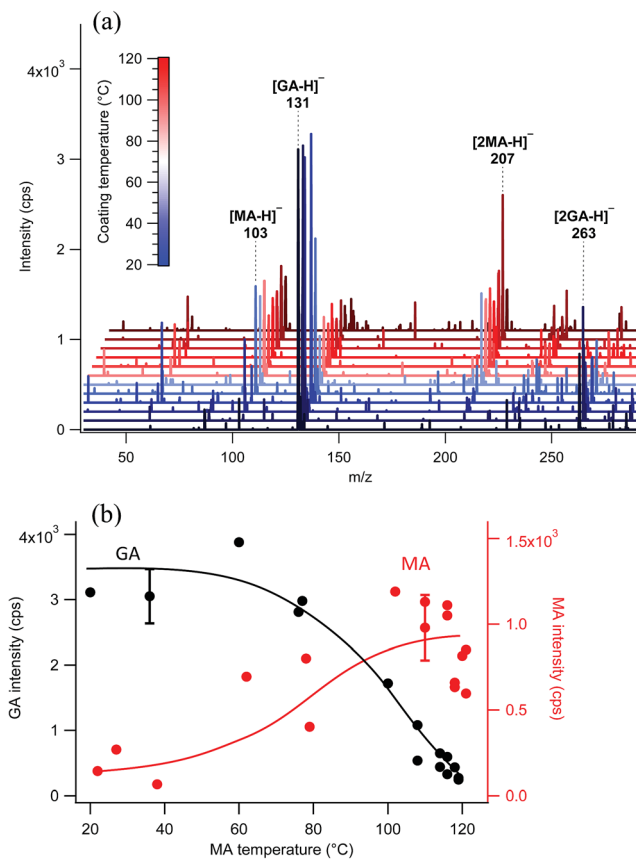 (a)
4x10³
3
2
1
0
Intensity (cps)
Coating temperature (°C)
120
100
80
60
40
20
[GA-H]⁻
131
[MA-H]⁻
103
[2MA-H]⁻
207
[2GA-H]⁻
263
50 100 150 200 250
m/z
(b)
4x10³
3
2
1
0
GA intensity (cps)
GA
MA
1.5x10³
1.0
0.5
0.0
MA intensity (cps)
20 40 60 80 100 120
MA temperature (°C)